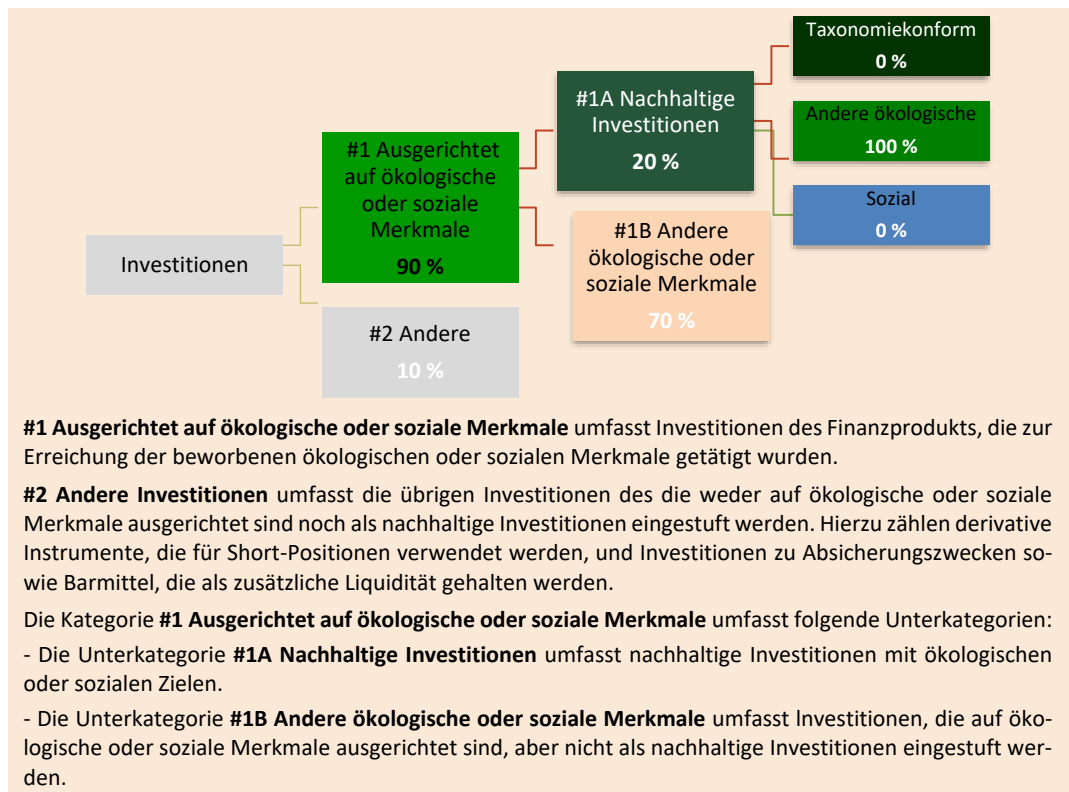 Taxonomiekonform
0 %
#1A Nachhaltige
Investitionen
20 %
Andere ökologische
100 %
#1 Ausgerichtet
auf ökologische
oder soziale
Merkmale
90 %
Sozial
0 %
#1B Andere
ökologische oder
soziale Merkmale
70 %
Investitionen
#2 Andere
10 %
#1 Ausgerichtet auf ökologische oder soziale Merkmale umfasst Investitionen des Finanzprodukts, die zur
Erreichung der beworbenen ökologischen oder sozialen Merkmale getätigt wurden.
#2 Andere Investitionen umfasst die übrigen Investitionen des die weder auf ökologische oder soziale
Merkmale ausgerichtet sind noch als nachhaltige Investitionen eingestuft werden. Hierzu zählen derivative
Instrumente, die für Short-Positionen verwendet werden, und Investitionen zu Absicherungszwecken so-
wie Barmittel, die als zusätzliche Liquidität gehalten werden.
Die Kategorie #1 Ausgerichtet auf ökologische oder soziale Merkmale umfasst folgende Unterkategorien:
- Die Unterkategorie #1A Nachhaltige Investitionen umfasst nachhaltige Investitionen mit ökologischen
oder sozialen Zielen.
- Die Unterkategorie #1B Andere ökologische oder soziale Merkmale umfasst lnvestitionen, die auf öko-
logische oder soziale Merkmale ausgerichtet sind, aber nicht als nachhaltige Investitionen eingestuft wer-
den.